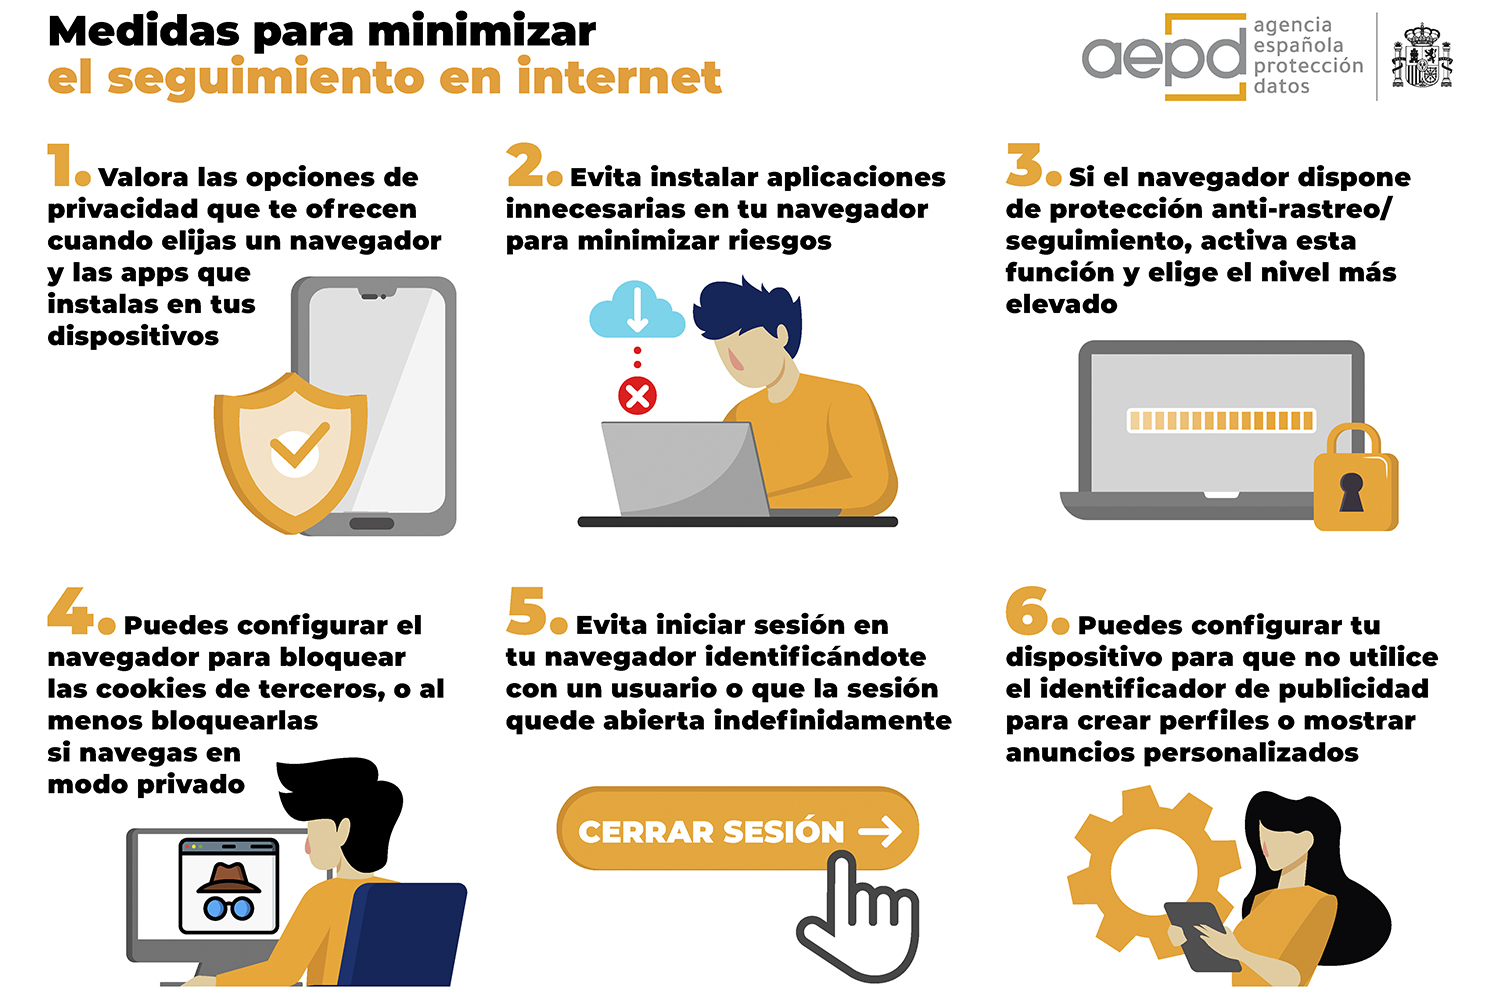 Medidas para minimizar
el seguimiento en internet
aepd
agencia
española
protección
datos
1. Valora las opciones de
privacidad que te ofrecen
cuando elijas un navegador
y las apps que
instalas en tus
dispositivos
2. Evita instalar aplicaciones
innecesarias en tu navegador
para minimizar riesgos
3. Si el navegador dispone
de protección anti-rastreo/
seguimiento, activa esta
función y elige el nivel más
elevado
4. Puedes configurar el
navegador para bloquear
las cookies de terceros, o al
menos bloquearlas
si navegas en
modo privado
5. Evita iniciar sesión en
tu navegador identificándote
con un usuario o que la sesión
quede abierta indefinidamente
CERRAR SESIÓN
6. Puedes configurar tu
dispositivo para que no utilice
el identificador de publicidad
para crear perfiles o mostrar
anuncios personalizados